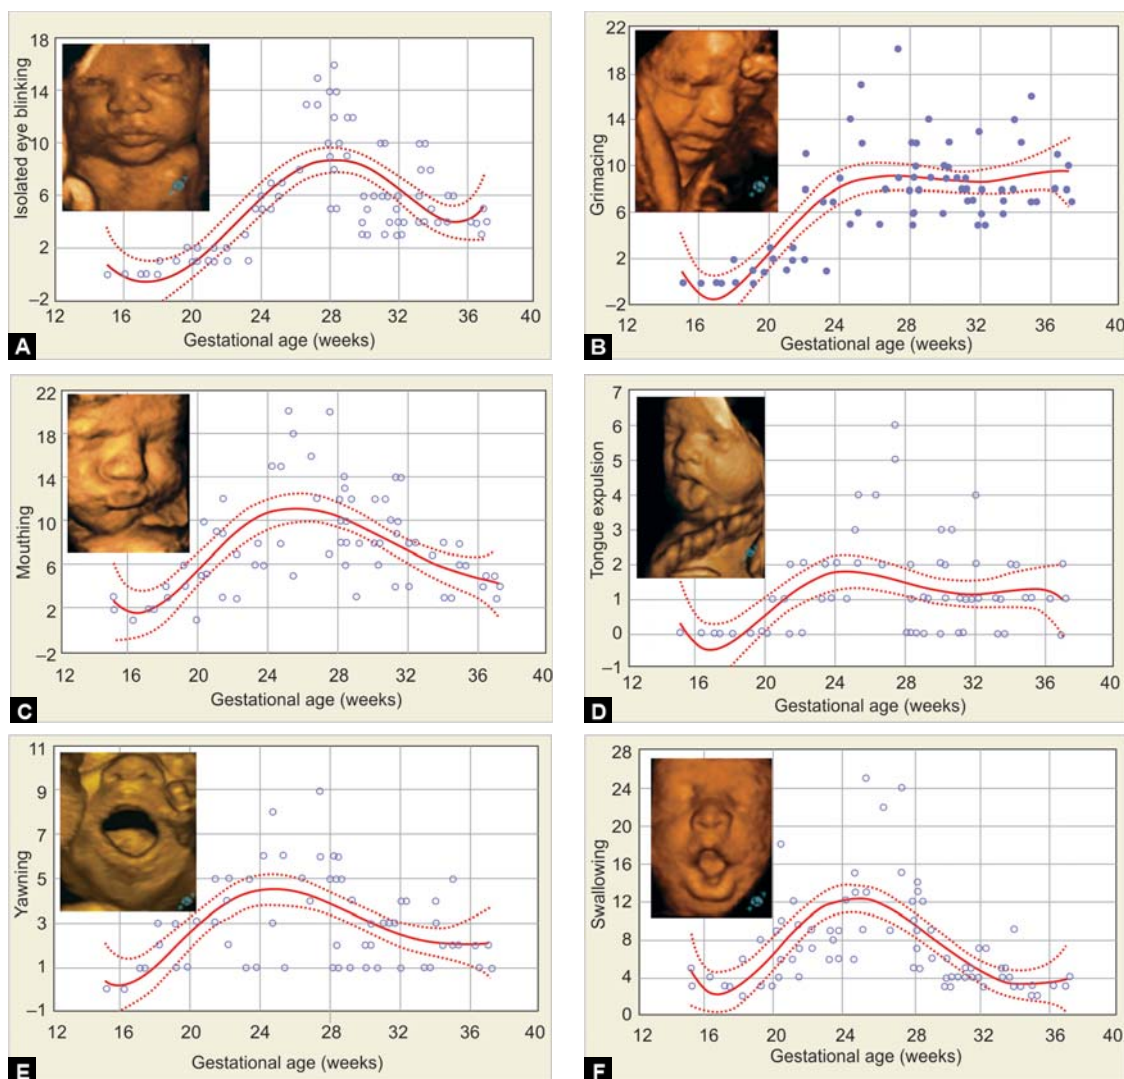 18
14
10
6
2
–2
Isolated eye blinking
12 16 20 24 28 32 36 40
Gestational age (weeks)
A
22
18
14
10
6
2
–2
Grimacing
12 16 20 24 28 32 36 40
Gestational age (weeks)
B
22
18
14
10
6
2
–2
Mouthing
12 16 20 24 28 32 36 40
Gestational age (weeks)
C
7
6
5
4
3
2
1
0
–1
Tongue expulsion
12 16 20 24 28 32 36 40
Gestational age (weeks)
D
11
9
7
5
3
1
–1
Yawning
12 16 20 24 28 32 36 40
Gestational age (weeks)
E
28
24
20
16
12
8
4
0
Swallowing
12 16 20 24 28 32 36 40
Gestational age (weeks)
F